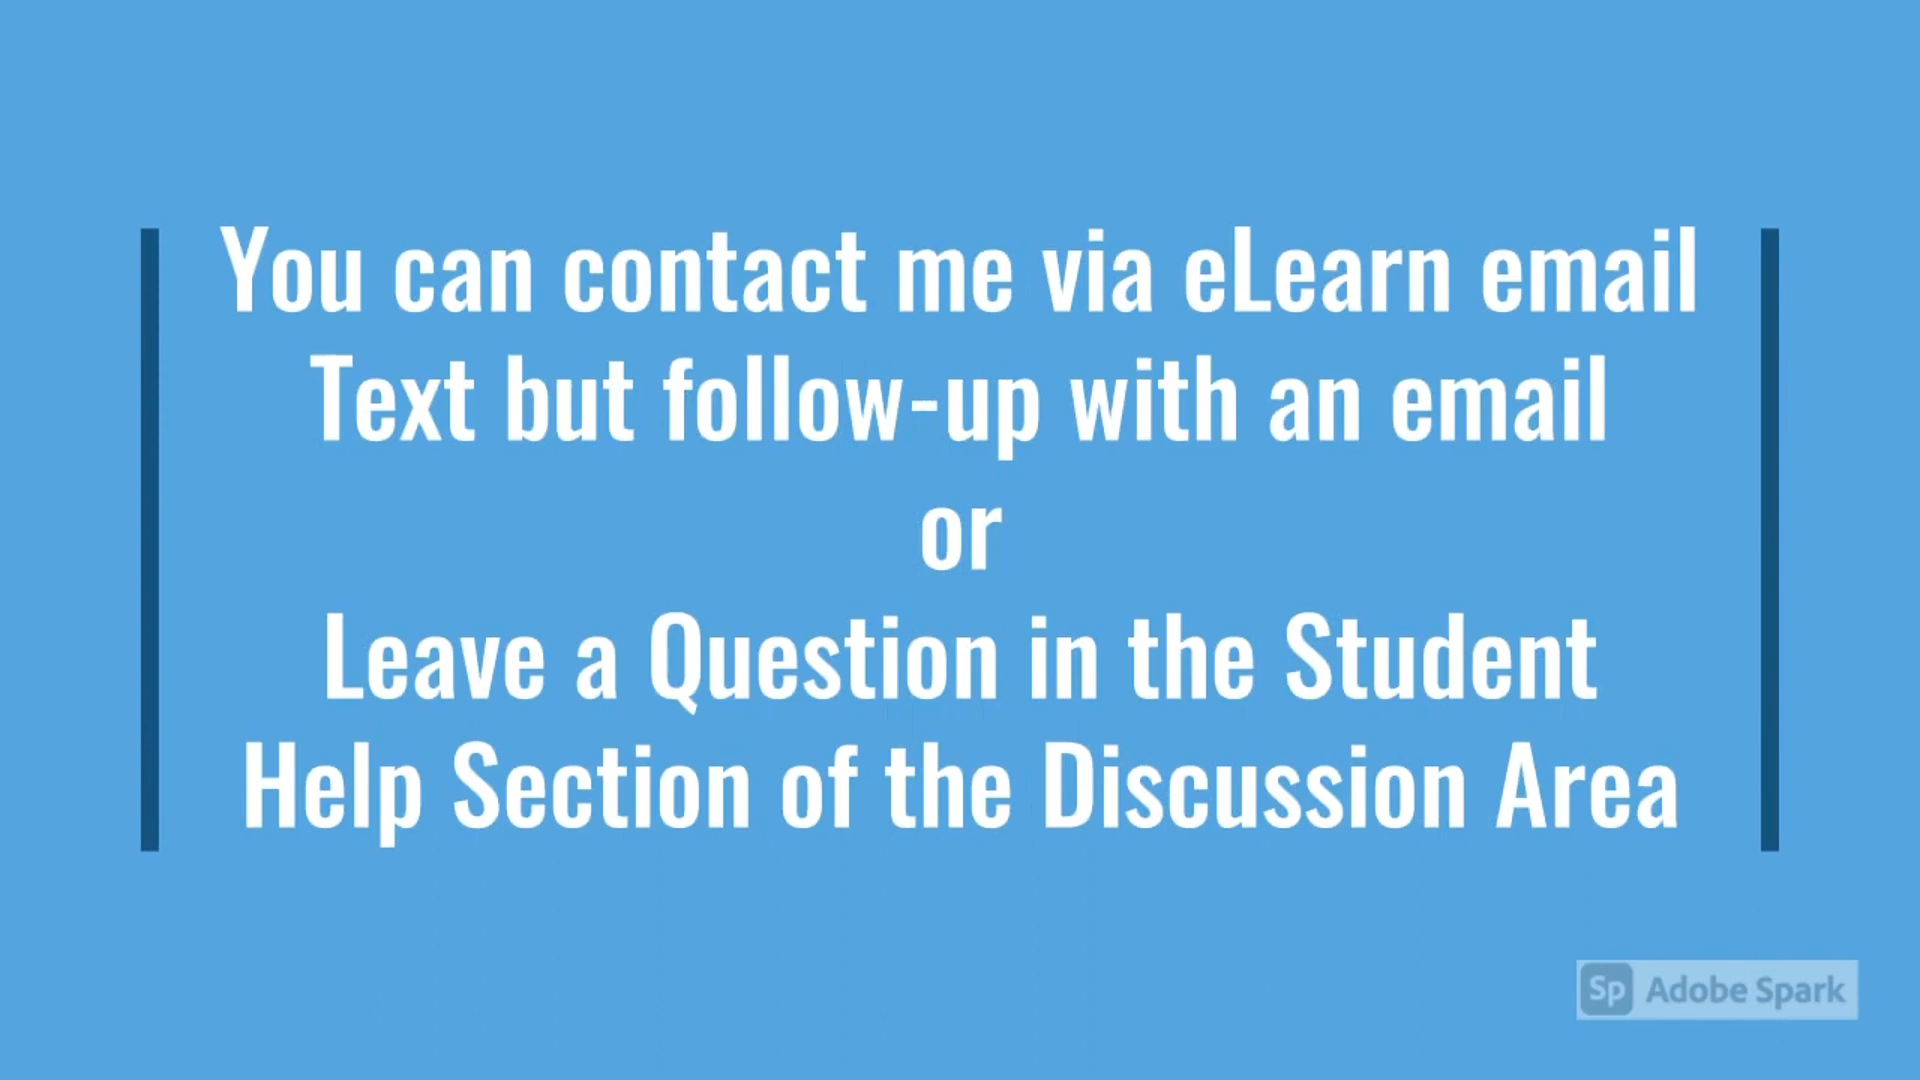 You can contact me via eLearn email
Text but follow-up with an email
or
Leave a Question in the Student
Help Section of the Discussion Area
Sp Adobe Spark